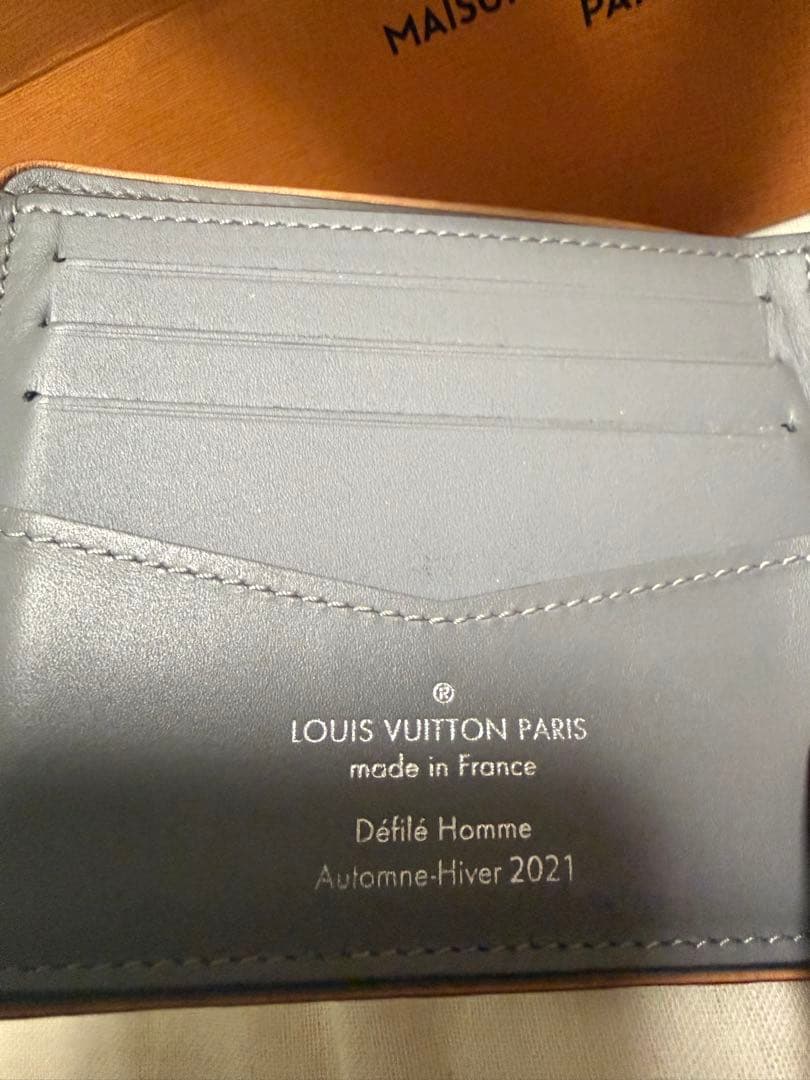 ®
LOUIS VUITTON PARIS
made in France
Défilé Homme
Automne-Hiver 2021